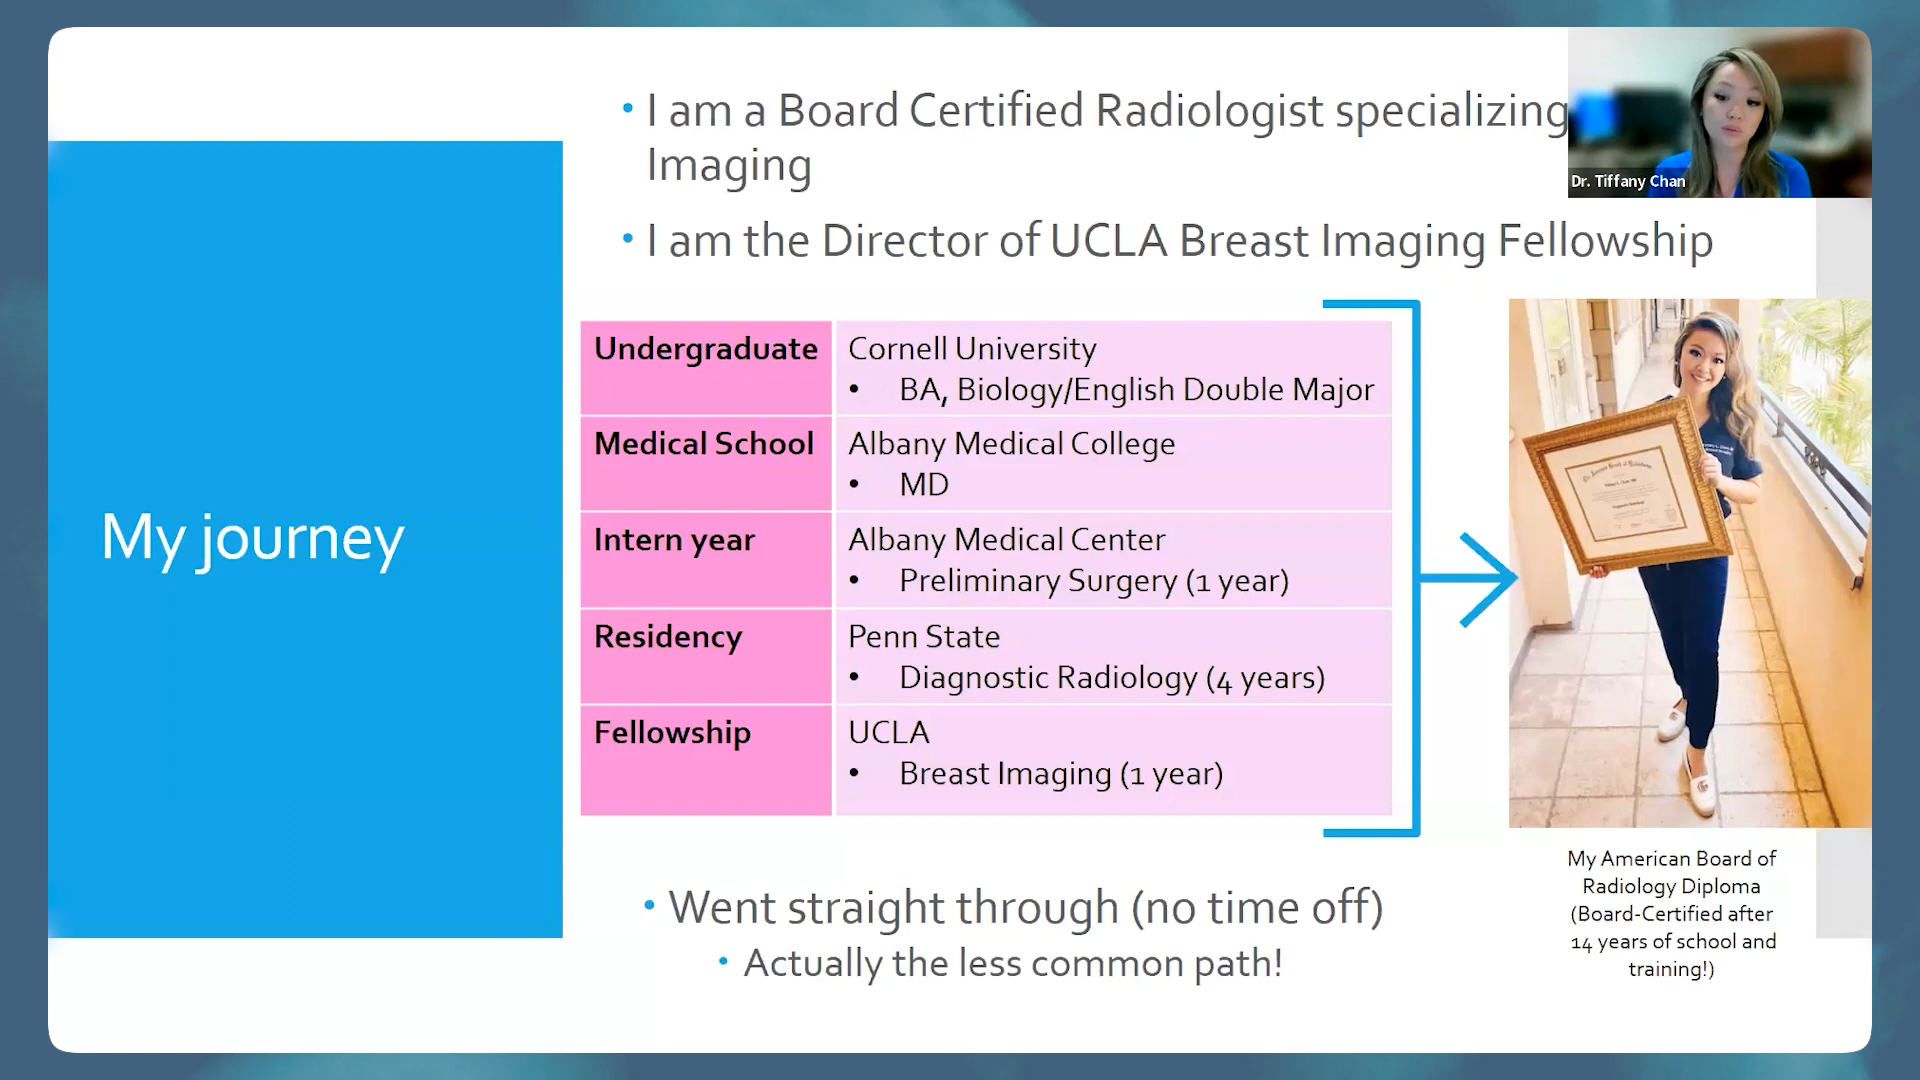 • I am a Board Certified Radiologist specializing
Imaging
Dr. Tiffany Chan
• I am the Director of UCLA Breast Imaging Fellowship
My journey
Undergraduate
Cornell University
• BA, Biology/English Double Major
Medical School
Albany Medical College
• MD
Intern year
Albany Medical Center
• Preliminary Surgery (1 year)
Residency
Penn State
• Diagnostic Radiology (4 years)
Fellowship
UCLA
• Breast Imaging (1 year)
My American Board of
Radiology Diploma
(Board-Certified after
14 years of school and
training!)
• Went straight through (no time off)
• Actually the less common path!